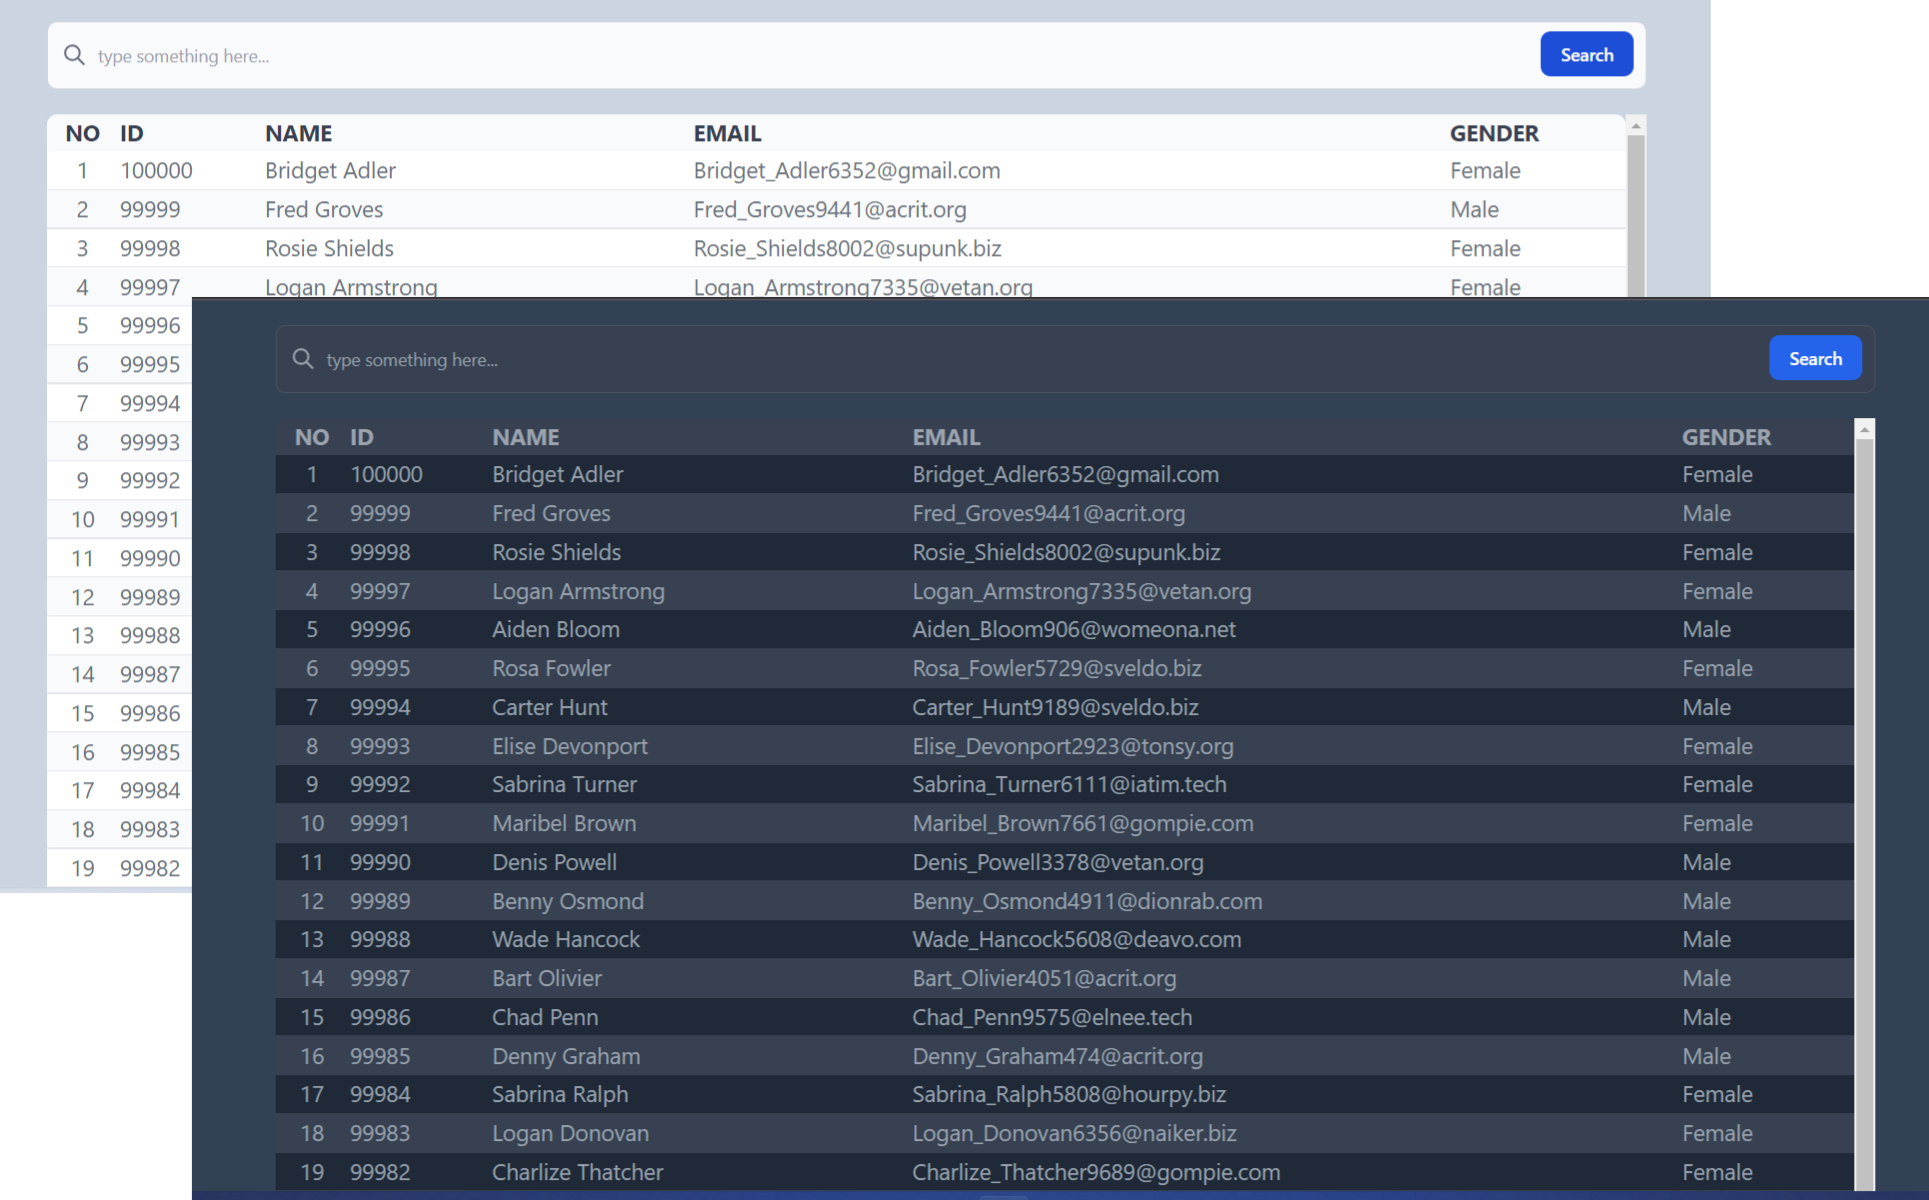 type something here...
Search
NO ID NAME EMAIL GENDER
1 100000 Bridget Adler Bridget_Adler6352@gmail.com Female
2 99999 Fred Groves Fred_Groves9441@acrit.org Male
3 99998 Rosie Shields Rosie_Shields8002@supunk.biz Female
4 99997 Logan Armstrong Logan_Armstrong7335@vetan.org Female
5 99996
6 99995
7 99994
8 99993
9 99992
10 99991
11 99990
12 99989
13 99988
14 99987
15 99986
16 99985
17 99984
18 99983
19 99982
type something here...
Search
NO ID NAME EMAIL GENDER
1 100000 Bridget Adler Bridget_Adler6352@gmail.com Female
2 99999 Fred Groves Fred_Groves9441@acrit.org Male
3 99998 Rosie Shields Rosie_Shields8002@supunk.biz Female
4 99997 Logan Armstrong Logan_Armstrong7335@vetan.org Female
5 99996 Aiden Bloom Aiden_Bloom906@womeona.net Male
6 99995 Rosa Fowler Rosa_Fowler5729@sveldo.biz Female
7 99994 Carter Hunt Carter_Hunt9189@sveldo.biz Male
8 99993 Elise Devonport Elise_Devonport2923@tonsy.org Female
9 99992 Sabrina Turner Sabrina_Turner6111@iatim.tech Female
10 99991 Maribel Brown Maribel_Brown7661@gompie.com Female
11 99990 Denis Powell Denis_Powell3378@vetan.org Male
12 99989 Benny Osmond Benny_Osmond4911@dionrab.com Male
13 99988 Wade Hancock Wade_Hancock5608@deavo.com Male
14 99987 Bart Olivier Bart_Olivier4051@acrit.org Male
15 99986 Chad Penn Chad_Penn9575@elnee.tech Male
16 99985 Denny Graham Denny_Graham474@acrit.org Male
17 99984 Sabrina Ralph Sabrina_Ralph5808@hourpy.biz Female
18 99983 Logan Donovan Logan_Donovan6356@naiker.biz Female
19 99982 Charlize Thatcher Charlize_Thatcher9689@gompie.com Female